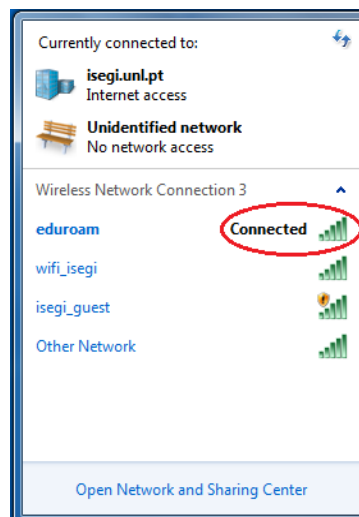 Currently connected to:
isegi.unl.pt
Internet access
Unidentified network
No network access
Wireless Network Connection 3
eduroam Connected
wifi_isegi
isegi_guest
Other Network
Open Network and Sharing Center